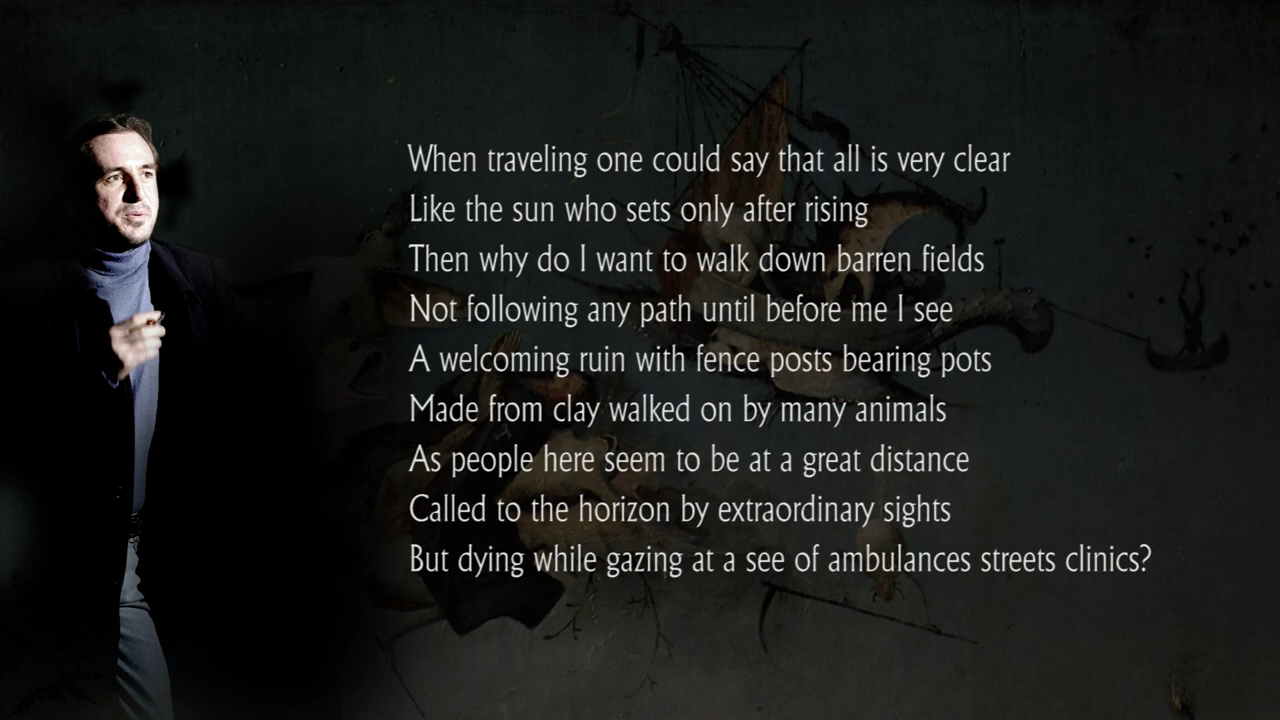 When traveling one could say that all is very clear
Like the sun who sets only after rising
Then why do I want to walk down barren fields
Not following any path until before me I see
A welcoming ruin with fence posts bearing pots
Made from clay walked on by many animals
As people here seem to be at a great distance
Called to the horizon by extraordinary sights
But dying while gazing at a see of ambulances streets clinics?